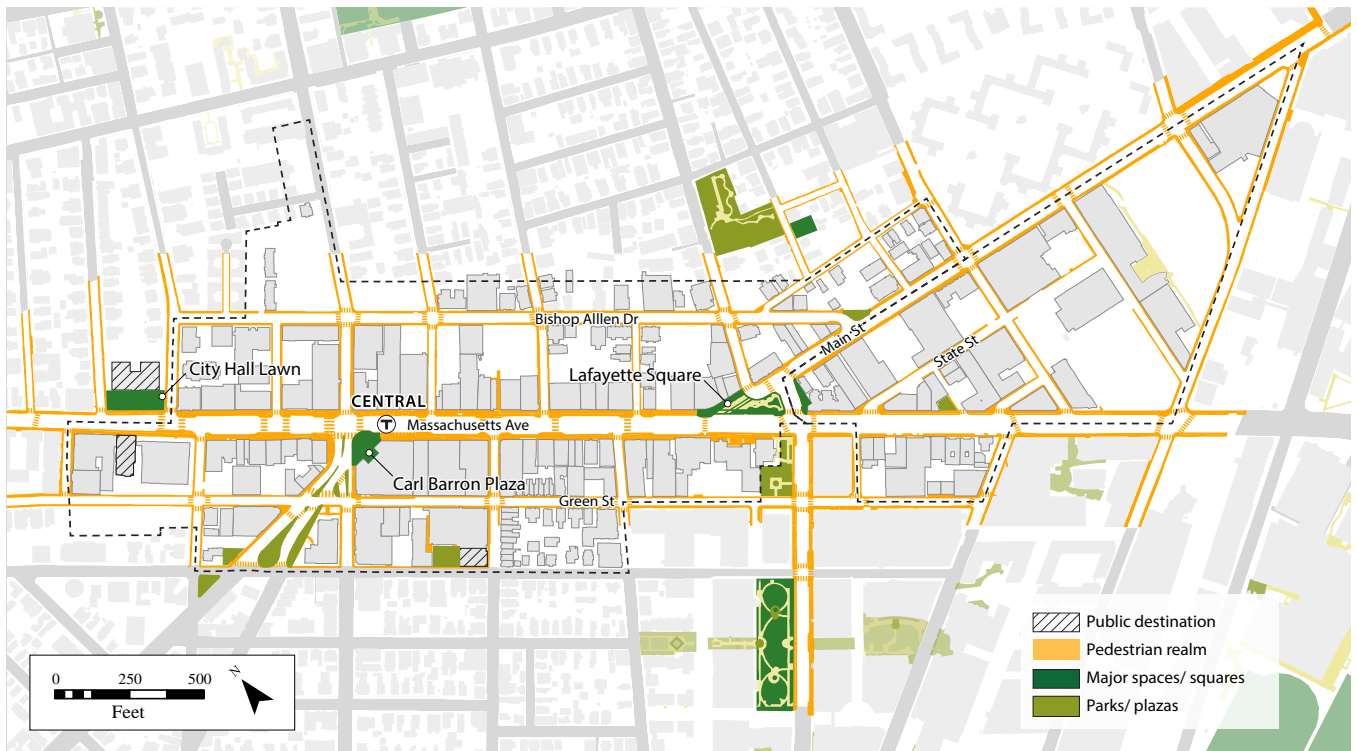 Bishop Alllen Dr
Main St
State St
City Hall Lawn
Lafayette Square
CENTRAL
T Massachusetts Ave
Carl Barron Plaza
Green St
0 250 500
Feet
N
Public destination
Pedestrian realm
Major spaces/ squares
Parks/ plazas